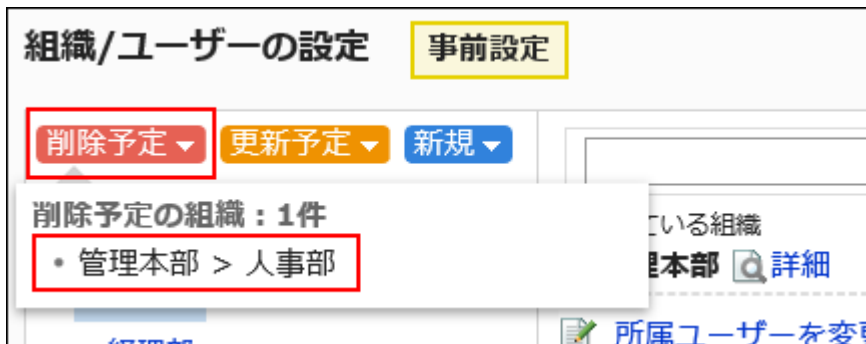 組織/ユーザーの設定 事前設定
削除予定 更新予定 新規
削除予定の組織：1件
・管理本部 > 人事部
ている組織
本部 詳細
所属ユーザーを変